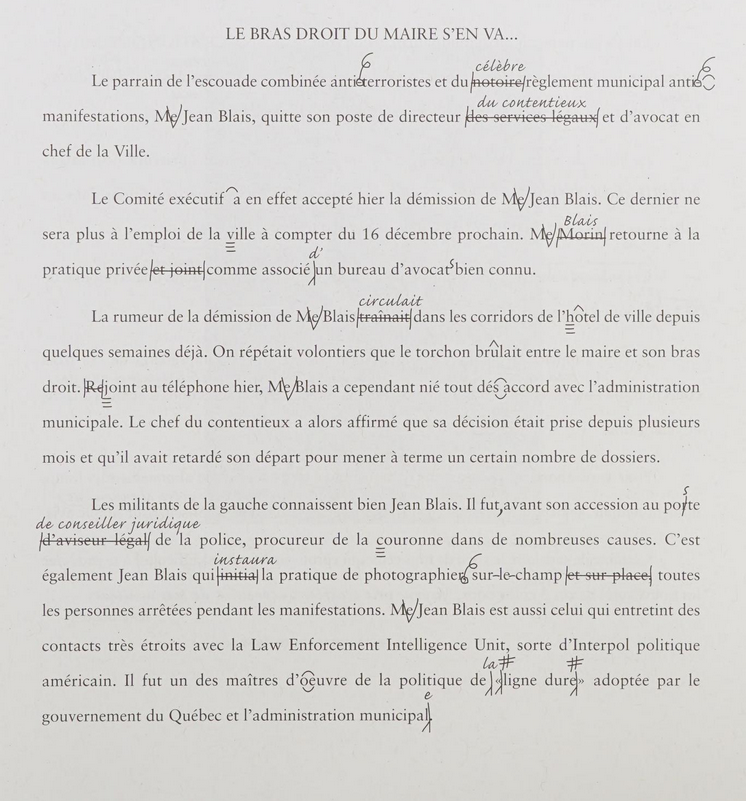 LE BRAS DROIT DU MAIRE S'EN VA...
célèbre
Le parrain de l'escouade combinée anti-terroristes et du notoire règlement municipal anti-
du contentieux
manifestations, Me Jean Blais, quitte son poste de directeur des services légaux et d'avocat en
chef de la Ville.
Le Comité exécutif a en effet accepté hier la démission de Me Jean Blais. Ce dernier ne
Blais
sera plus à l'emploi de la ville à compter du 16 décembre prochain. Me Morin retourne à la
d'
pratique privée et joint comme associé un bureau d'avocats bien connu.
circulait
La rumeur de la démission de Me Blais traînait dans les corridors de l'hôtel de ville depuis
quelques semaines déjà. On répétait volontiers que le torchon brûlait entre le maire et son bras
droit. Rejoint au téléphone hier, Me Blais a cependant nié tout dés accord avec l'administration
municipale. Le chef du contentieux a alors affirmé que sa décision était prise depuis plusieurs
mois et qu'il avait retardé son départ pour mener à terme un certain nombre de dossiers.
s
Les militants de la gauche connaissent bien Jean Blais. Il fut, avant son accession au porte
de conseiller juridique
d'aviseur légal de la police, procureur de la couronne dans de nombreuses causes. C'est
instaura
également Jean Blais qui initia la pratique de photographier, sur-le-champ et sur place, toutes
les personnes arrêtées pendant les manifestations. Me Jean Blais est aussi celui qui entretint des
contacts très étroits avec la Law Enforcement Intelligence Unit, sorte d'Interpol politique
la # #
américain. Il fut un des maîtres d'oeuvre de la politique de «ligne dure» adoptée par le
e
gouvernement du Québec et l'administration municipal.